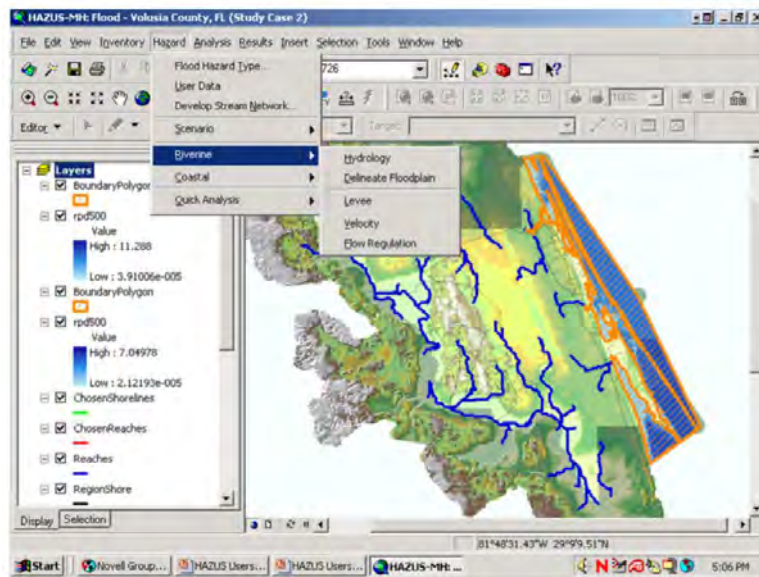 HAZUS-MH: Flood - Volusia County, FL (Study Case 2)
File Edit View Inventory Hazard Analysis Results Insert Selection Tools Window Help
Flood Hazard Type...
User Data
Develop Stream Network...
Scenario
Riverine
Coastal
Quick Analysis
Hydrology
Delineate Floodplain
Levee
Velocity
Flow Regulation
726
Editor
Target:
Layers
BoundaryPolygon
rpd500
Value
High : 11.288
Low : 3.91006e-005
BoundaryPolygon
rpd500
Value
High : 7.04978
Low : 2.12193e-005
ChosenShorelines
ChosenReaches
Reaches
RegionShore
Display Selection
81°48'31.43"W 29°9'9.51"N
Start Novell Group... HAZUS Users... HAZUS Users... HAZUS-MH: ... 5:06 PM